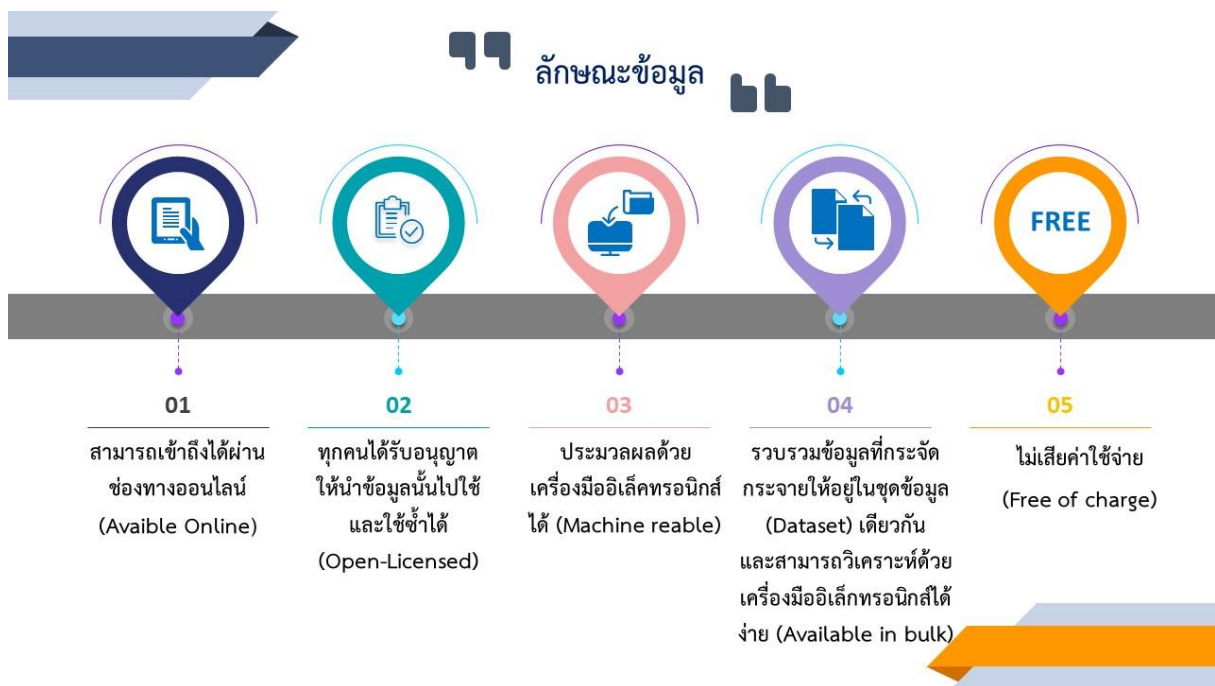 ลักษณะข้อมูล
FREE
01
สามารถเข้าถึงได้ผ่าน
ช่องทางออนไลน์
(Avaible Online)
02
ทุกคนได้รับอนุญาต
ให้นำข้อมูลนั้นไปใช้
และใช้ซ้ำได้
(Open-Licensed)
03
ประมวลผลด้วย
เครื่องมืออิเล็คทรอนิกส์
ได้ (Machine reable)
04
รวบรวมข้อมูลที่กระจัด
กระจายให้อยู่ในชุดข้อมูล
(Dataset) เดียวกัน
และสามารถวิเคราะห์ด้วย
เครื่องมืออิเล็กทรอนิกส์ได้
ง่าย (Available in bulk)
05
ไม่เสียค่าใช้จ่าย
(Free of charge)